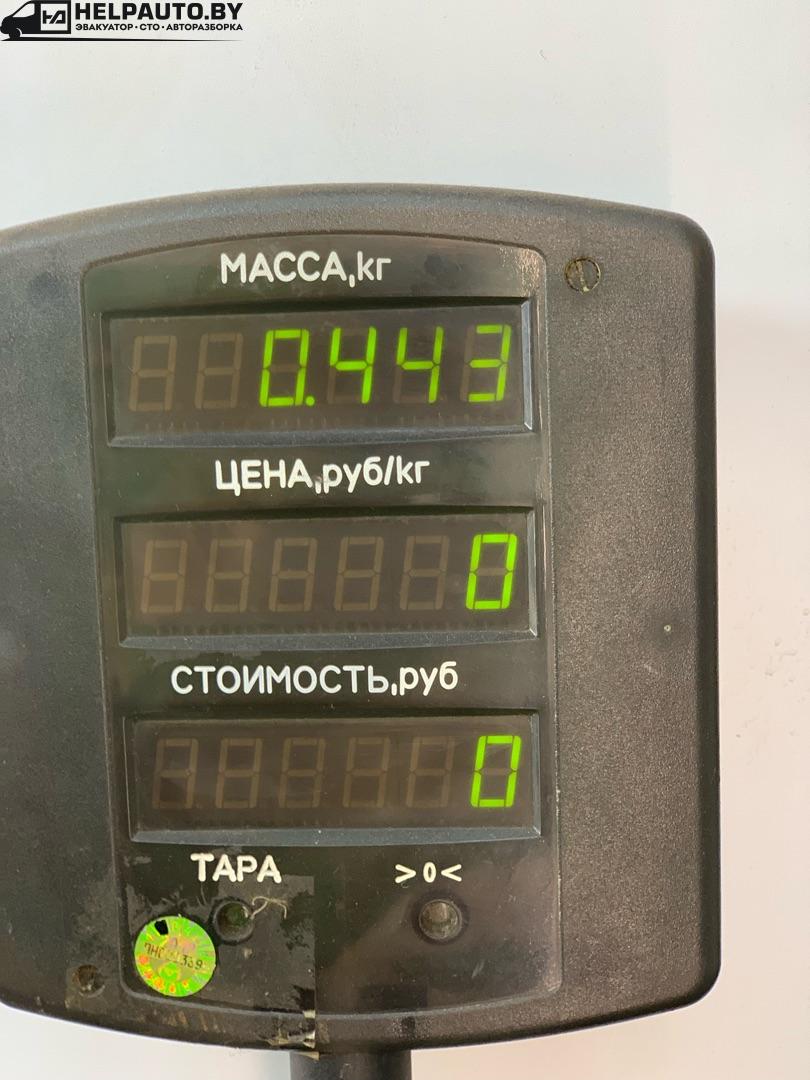 HELPAUTO.BY
ЭВАКУАТОР • СТО • АВТОРАЗБОРКА
МАССА,кг
0.443
ЦЕНА,руб/кг
0
СТОИМОСТЬ,руб
0
ТАРА >0<